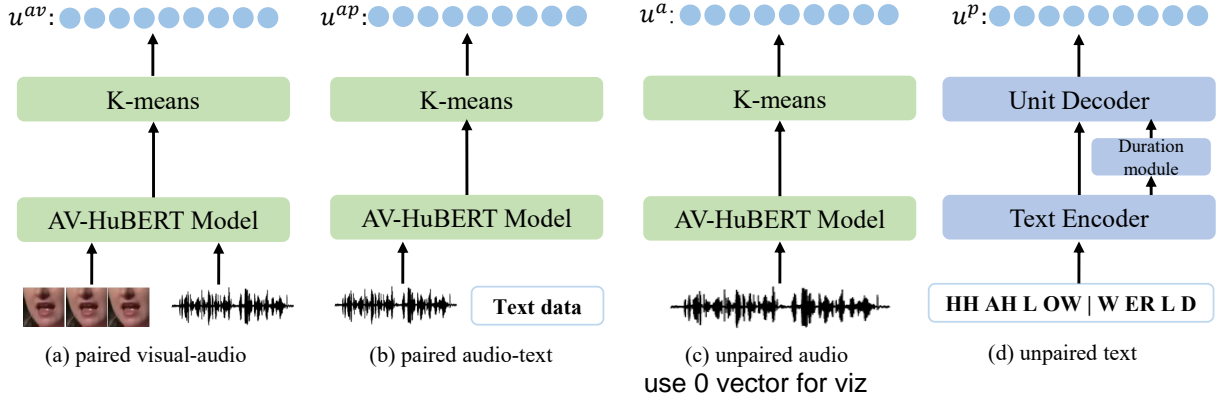 u^{av}:
K-means
AV-HuBERT Model
(a) paired visual-audio
u^{ap}:
K-means
AV-HuBERT Model
Text data
(b) paired audio-text
u^{a}:
K-means
AV-HuBERT Model
(c) unpaired audio
use 0 vector for viz
u^{p}:
Unit Decoder
Duration
module
Text Encoder
HH AH L OW | W ER L D
(d) unpaired text